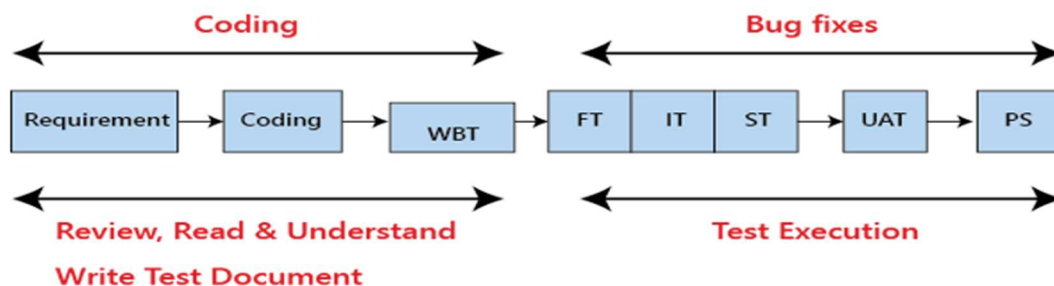 Coding
Bug fixes
Requirement
Coding
WBT
FT
IT
ST
UAT
PS
Review, Read & Understand
Write Test Document
Test Execution